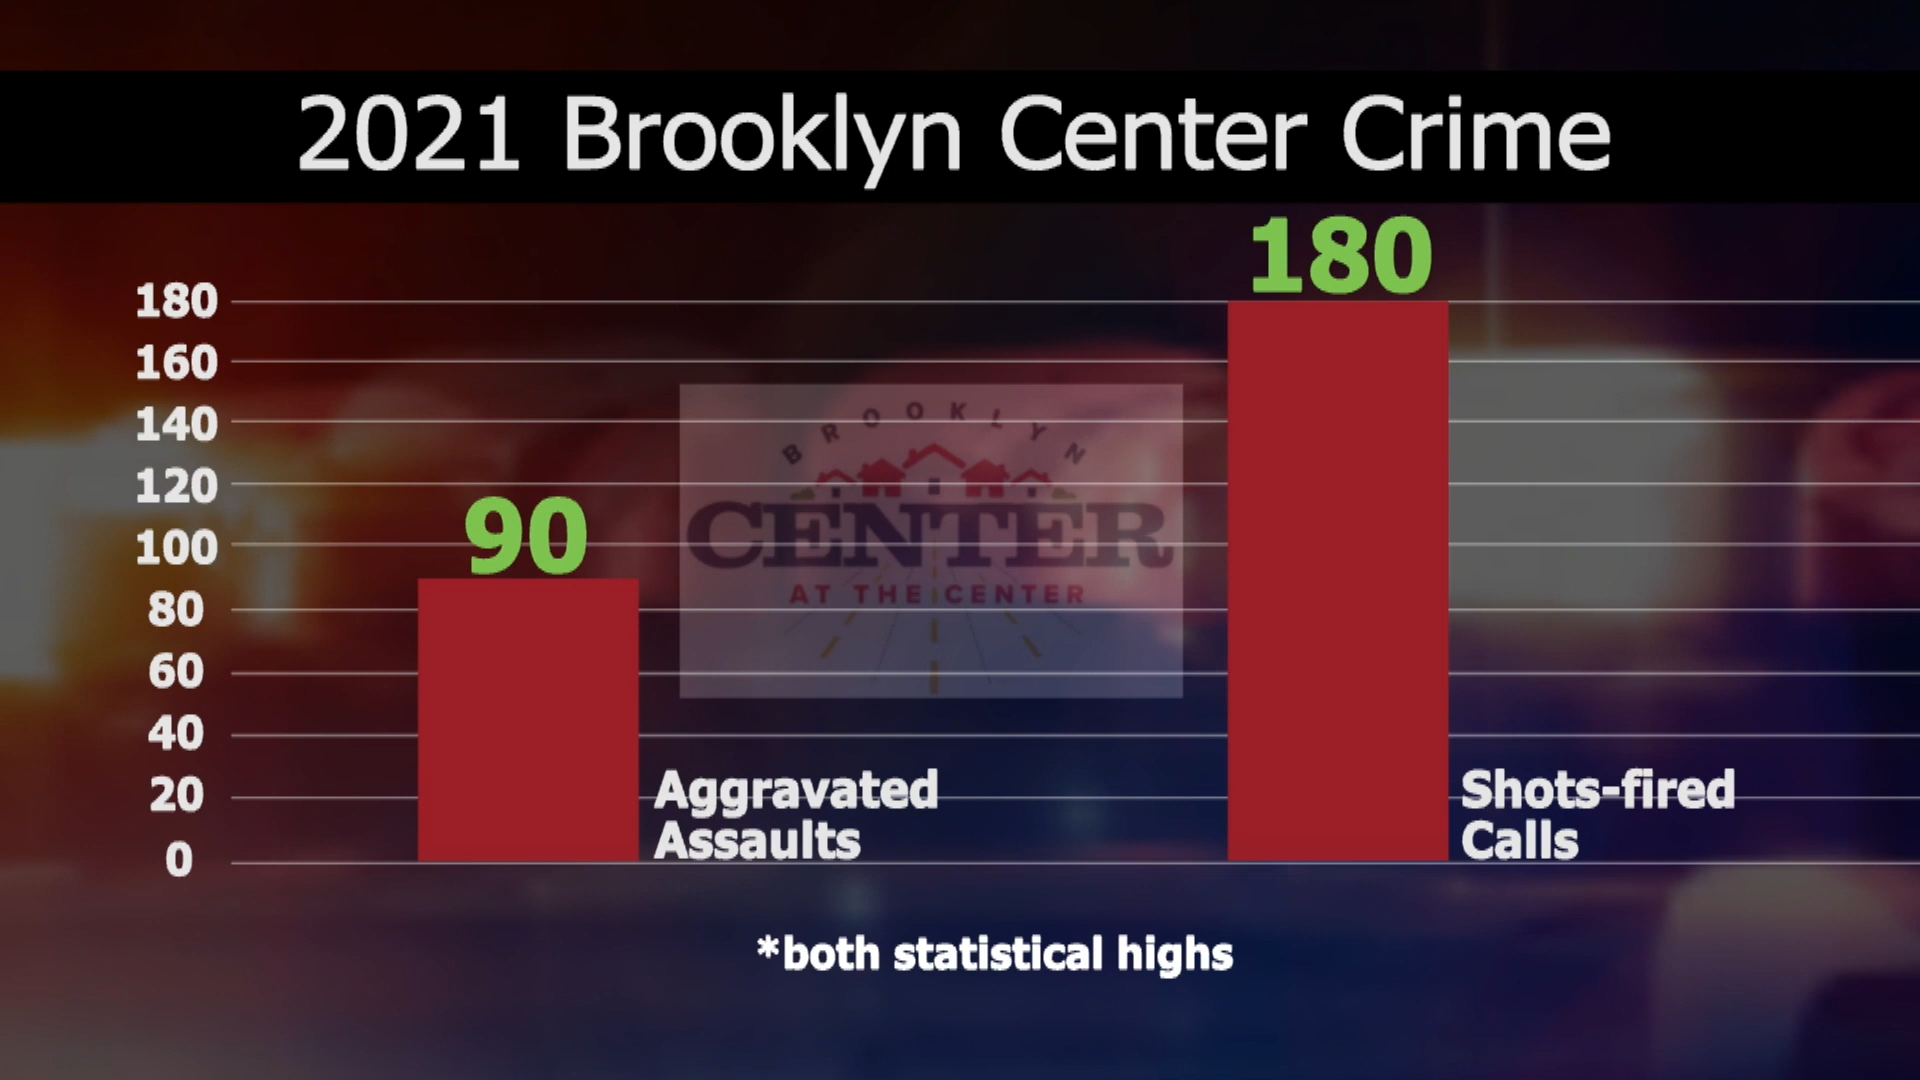 2021 Brooklyn Center Crime
180
180
160
140
120
100
80
60
40
20
0
90
BROOKLYN
CENTER
AT THE CENTER
Aggravated
Assaults
Shots-fired
Calls
*both statistical highs